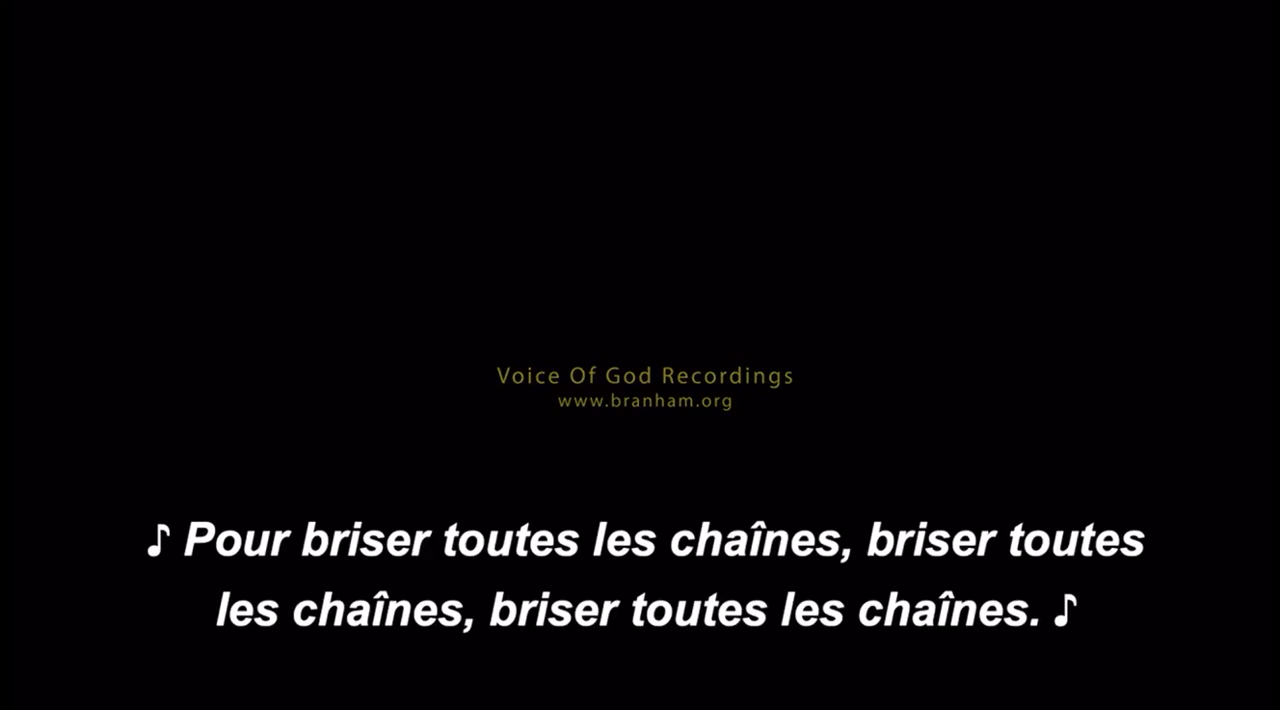 Voice Of God Recordings
www.branham.org
♪ Pour briser toutes les chaînes, briser toutes
les chaînes, briser toutes les chaînes. ♪